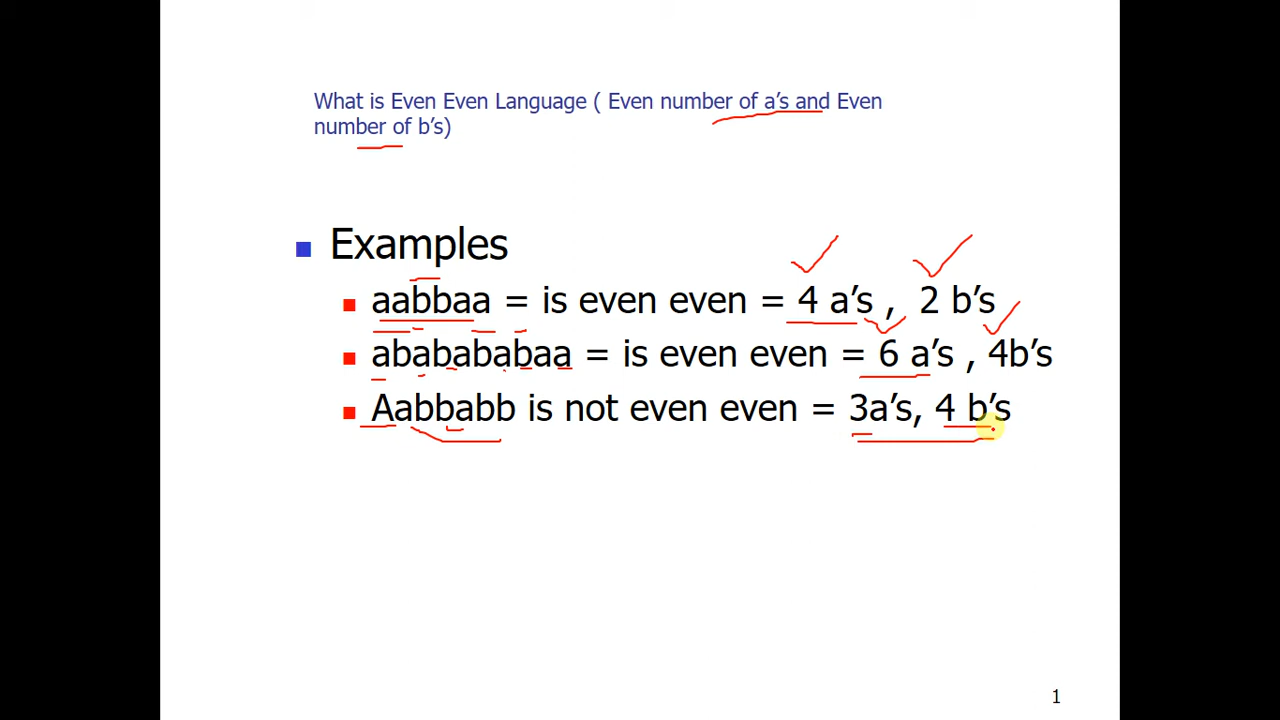 What is Even Even Language ( Even number of a's and Even
number of b's)
Examples
aabbaa = is even even = 4 a's , 2 b's
ababababaa = is even even = 6 a's , 4b's
Aabbabb is not even even = 3a's, 4 b's
1